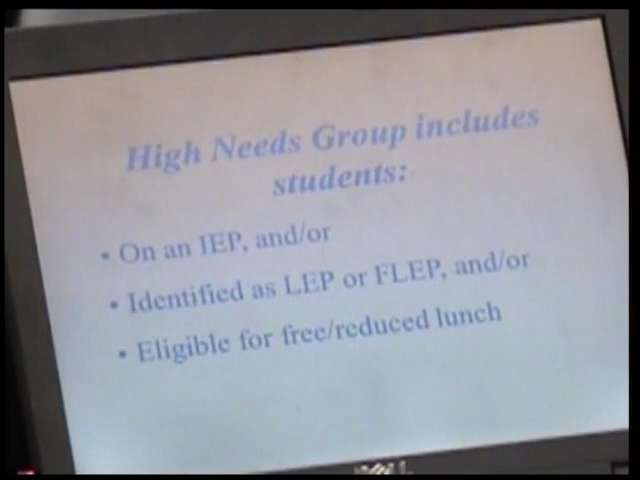 High Needs Group includes
students:
• On an IEP, and/or
• Identified as LEP or FLEP, and/or
• Eligible for free/reduced lunch
DELL